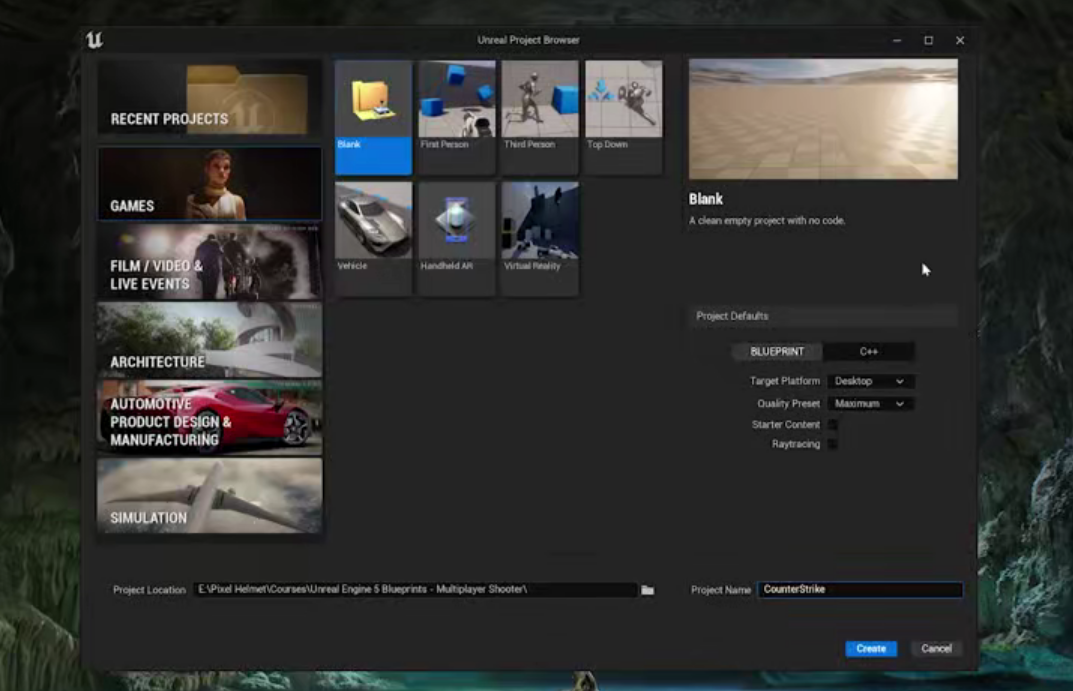 Unreal Project Browser
RECENT PROJECTS
GAMES
FILM / VIDEO &
LIVE EVENTS
ARCHITECTURE
AUTOMOTIVE
PRODUCT DESIGN &
MANUFACTURING
SIMULATION
Blank
First Person
Third Person
Top Down
Vehicle
Handheld AR
Virtual Reality
Blank
A clean empty project with no code.
Project Defaults
BLUEPRINT
C++
Target Platform
Desktop
Quality Preset
Maximum
Starter Content
Raytracing
Project Location
E:\Pixel Helmet\Courses\Unreal Engine 5 Blueprints - Multiplayer Shooter\
Project Name
CounterStrike
Create
Cancel